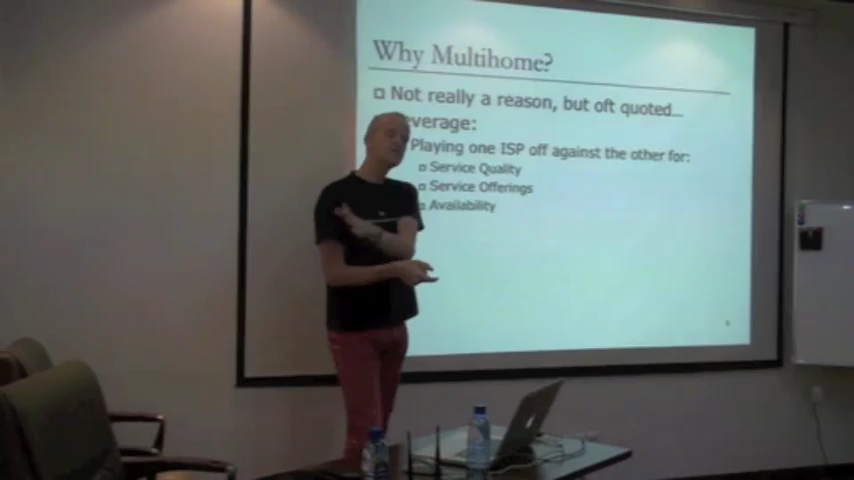 Why Multihome?
Not really a reason, but oft quoted...
everage:
Playing one ISP off against the other for:
Service Quality
Service Offerings
Availability